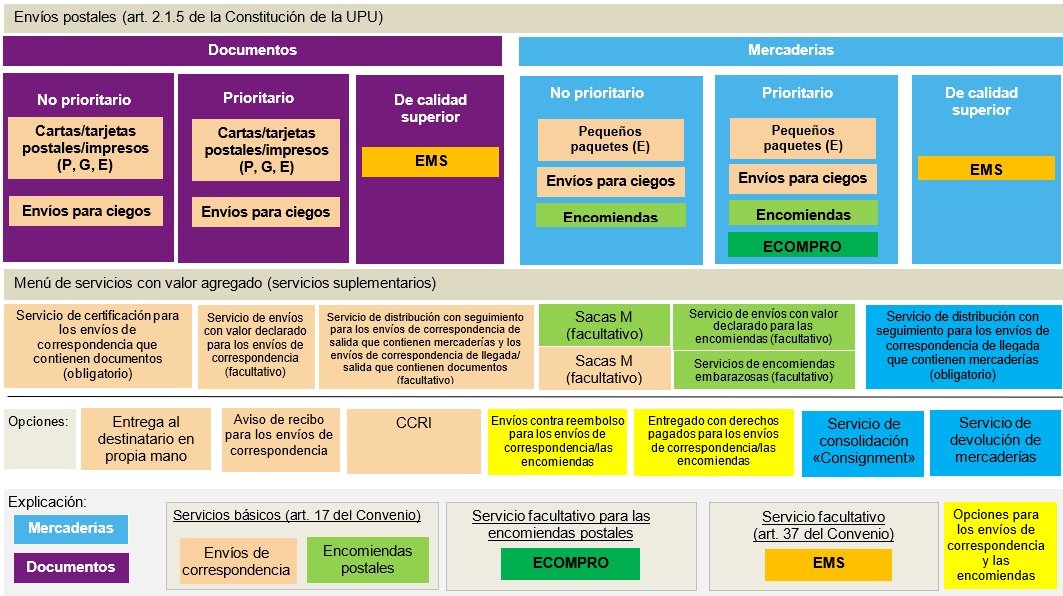 Envíos postales (art. 2.1.5 de la Constitución de la UPU)
Documentos
Mercaderías
No prioritario
Cartas/tarjetas
postales/impresos
(P, G, E)
Envíos para ciegos
Prioritario
Cartas/tarjetas
postales/impresos
(P, G, E)
Envíos para ciegos
De calidad
superior
EMS
No prioritario
Pequeños
paquetes (E)
Envíos para ciegos
Encomiendas
Prioritario
Pequeños
paquetes (E)
Envíos para ciegos
Encomiendas
ECOMPRO
De calidad
superior
EMS
Menú de servicios con valor agregado (servicios suplementarios)
Servicio de certificación para
los envíos de
correspondencia que
contienen documentos
(obligatorio)
Servicio de envíos
con valor declarado
para los envíos de
correspondencia
(facultativo)
Servicio de distribución con seguimiento
para los envíos de correspondencia de
salida que contienen mercaderías y los
envíos de correspondencia de llegada/
salida que contienen documentos
(facultativo)
Sacas M
(facultativo)
Sacas M
(facultativo)
Servicio de envíos con valor
declarado para las
encomiendas (facultativo)
Servicios de encomiendas
embarazosas (facultativo)
Servicio de distribución con
seguimiento para los envíos de
correspondencia de llegada
que contienen mercaderías
(obligatorio)
Opciones:
Entrega al
destinatario en
propia mano
Aviso de recibo
para los envíos de
correspondencia
CCRI
Envíos contra reembolso
para los envíos de
correspondencia/las
encomiendas
Entregado con derechos
pagados para los envíos
de correspondencia/las
encomiendas
Servicio de
consolidación
«Consignment»
Servicio de
devolución de
mercaderías
Explicación:
Mercaderías
Documentos
Servicios básicos (art. 17 del Convenio)
Envíos de
correspondencia
Encomiendas
postales
Servicio facultativo para las
encomiendas postales
ECOMPRO
Servicio facultativo
(art. 37 del Convenio)
EMS
Opciones para
los envíos de
correspondencia
y las
encomiendas